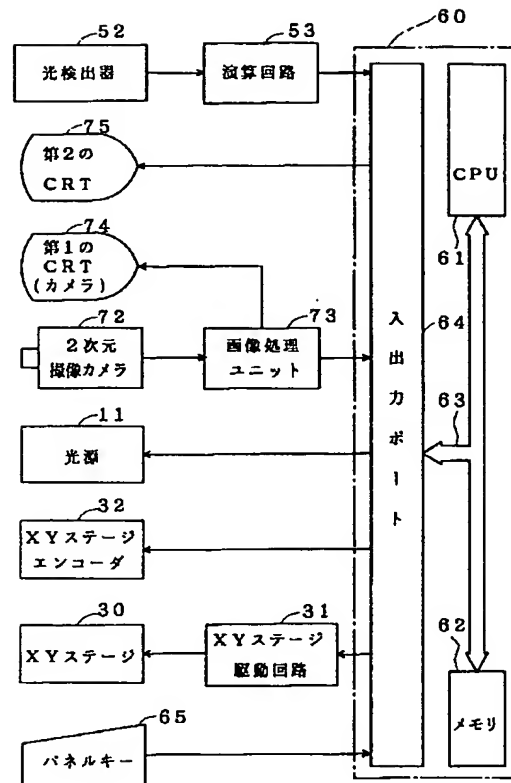 52
53
60
光検出器
演算回路
75
第2の
CRT
CPU
74
第1の
CRT
(カメラ)
61
72
73
64
2次元
撮像カメラ
画像処理
ユニット
入出力ポート
11
63
光源
32
XYステージ
エンコーダ
30
31
62
XYステージ
XYステージ
駆動回路
65
メモリ
パネルキー